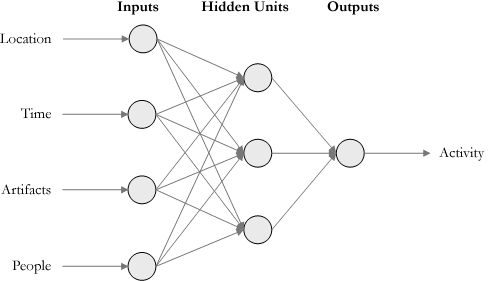 Inputs Hidden Units Outputs
Location
Time
Activity
Artifacts
People